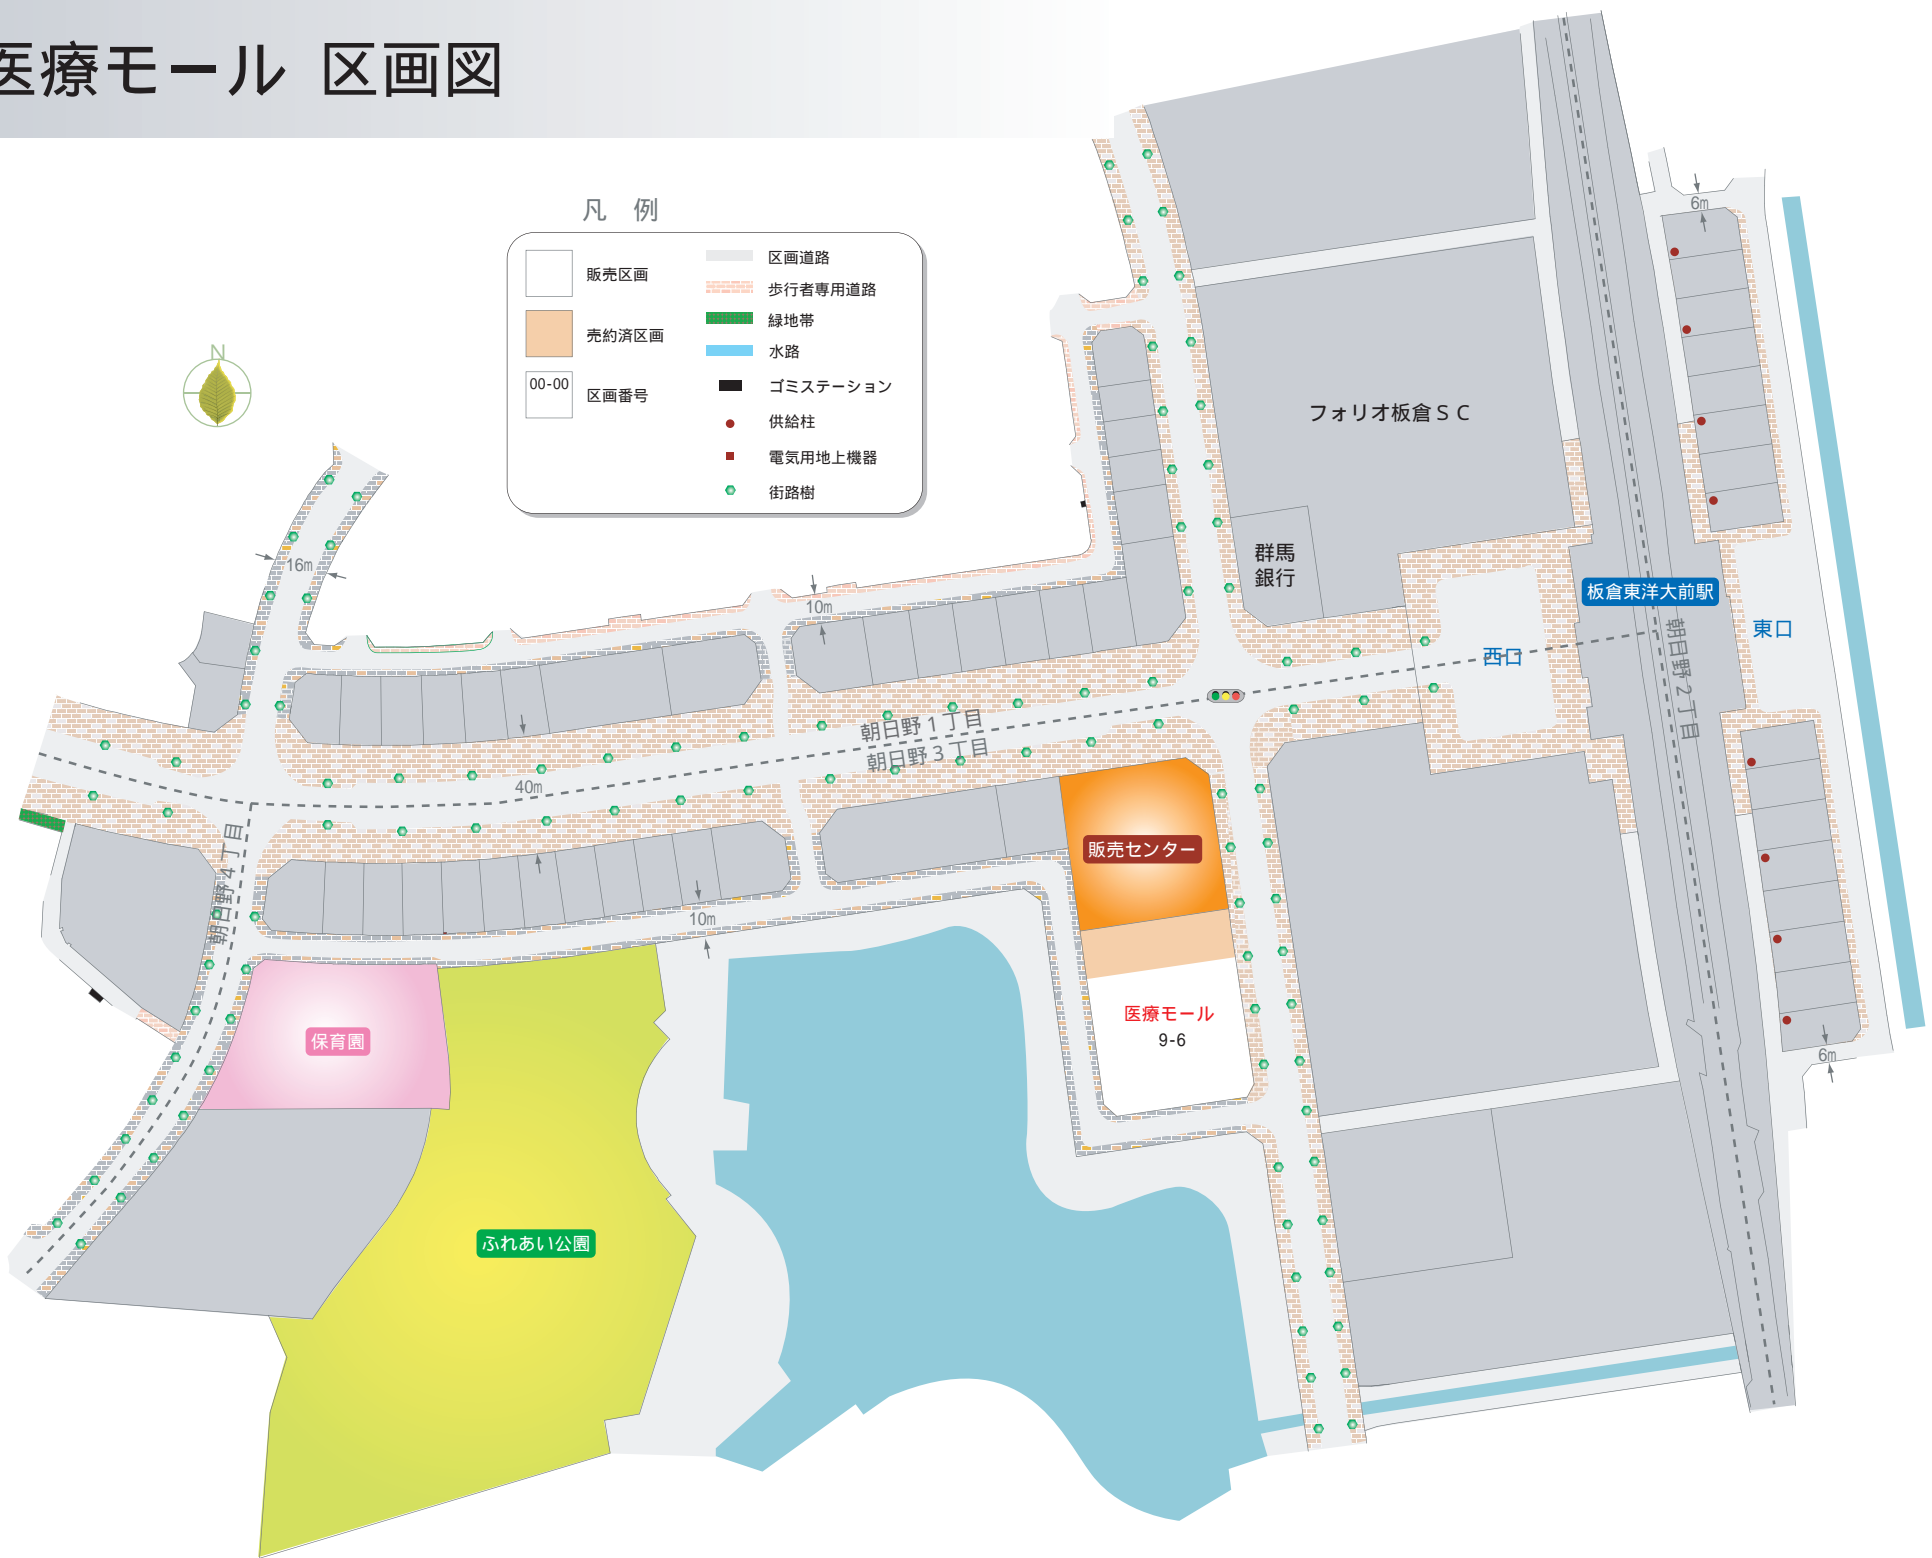 医療モール 区画図
凡 例
販売区画
売約済区画
00-00
区画番号
区画道路
歩行者専用道路
緑地帯
水路
ゴミステーション
供給柱
電気用地上機器
街路樹
N
16m
10m
6m
フォリオ板倉ＳＣ
群馬
銀行
板倉東洋大前駅
東口
西口
朝日野２丁目
朝日野１丁目
朝日野３丁目
40m
朝日野４丁目
販売センター
10m
医療モール
9-6
保育園
ふれあい公園
6m